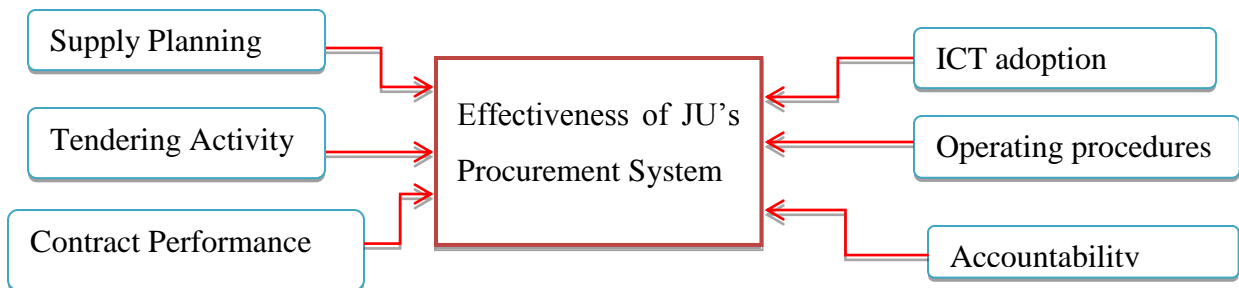 Supply Planning
Tendering Activity
Contract Performance
Effectiveness of JU's
Procurement System
ICT adoption
Operating procedures
Accountability